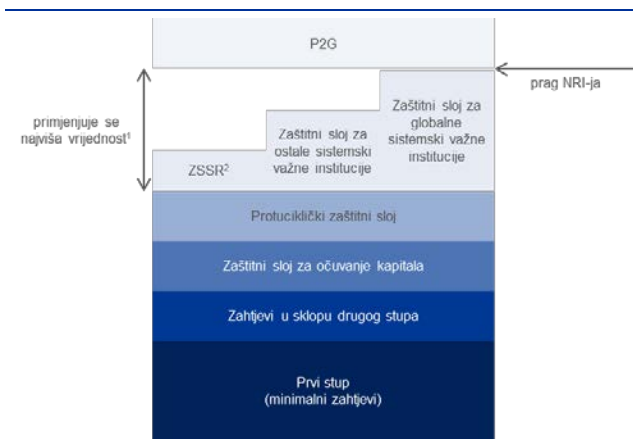 P2G
prag NRI-ja
primjenjuje se
najviša vrijednost¹
Zaštitni sloj za
globalne
sistemski važne
institucije
Zaštitni sloj za
ostale sistemski
važne institucije
ZSSR²
Protuciklički zaštitni sloj
Zaštitni sloj za očuvanje kapitala
Zahtjevi u sklopu drugog stupa
Prvi stup
(minimalni zahtjevi)